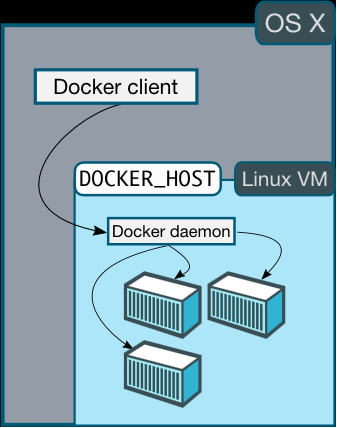 OS X
Docker client
DOCKER_HOST
Linux VM
Docker daemon